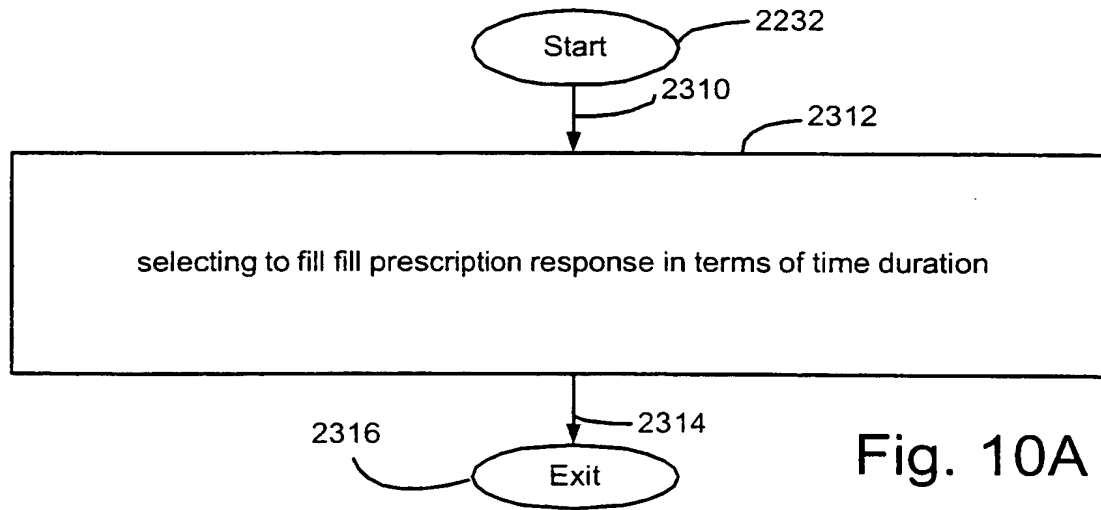 Start
2232
2310
2312
selecting to fill fill prescription response in terms of time duration
2314
2316
Exit
Fig. 10A